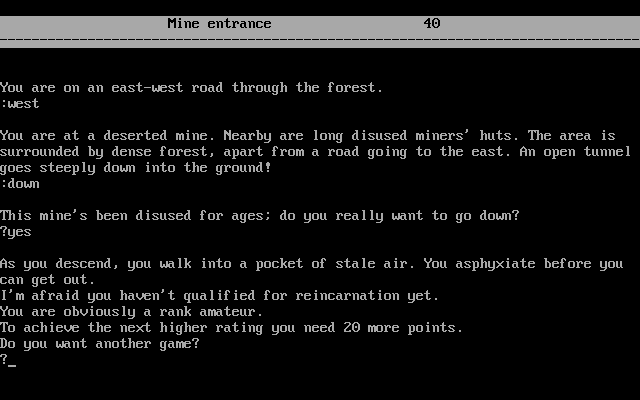 Mine entrance 40
--------------------------------------------------------------------------------
You are on an east-west road through the forest.
:west
You are at a deserted mine. Nearby are long disused miners' huts. The area is
surrounded by dense forest, apart from a road going to the east. An open tunnel
goes steeply down into the ground!
:down
This mine's been disused for ages; do you really want to go down?
?yes
As you descend, you walk into a pocket of stale air. You asphyxiate before you
can get out.
I'm afraid you haven't qualified for reincarnation yet.
You are obviously a rank amateur.
To achieve the next higher rating you need 20 more points.
Do you want another game?
?_